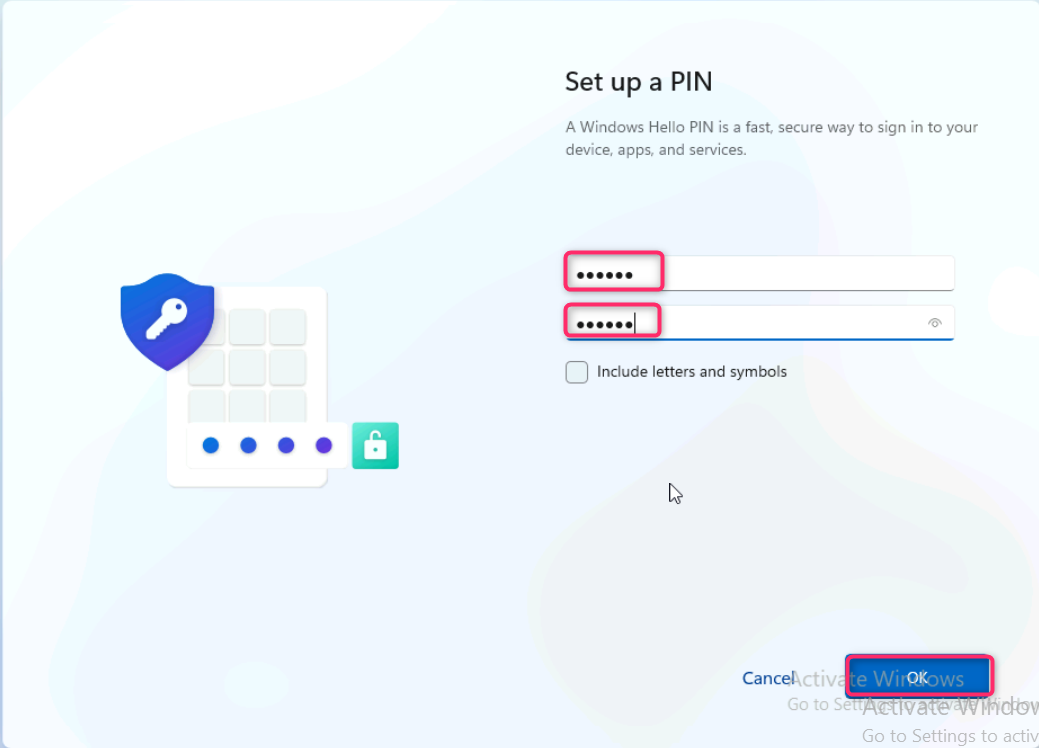 Set up a PIN
A Windows Hello PIN is a fast, secure way to sign in to your
device, apps, and services.
●●●●●●
●●●●●●
Include letters and symbols
Cancel
OK
Activate Windows
Go to Settings to activate Windows
Activate Window
Go to Settings to activ